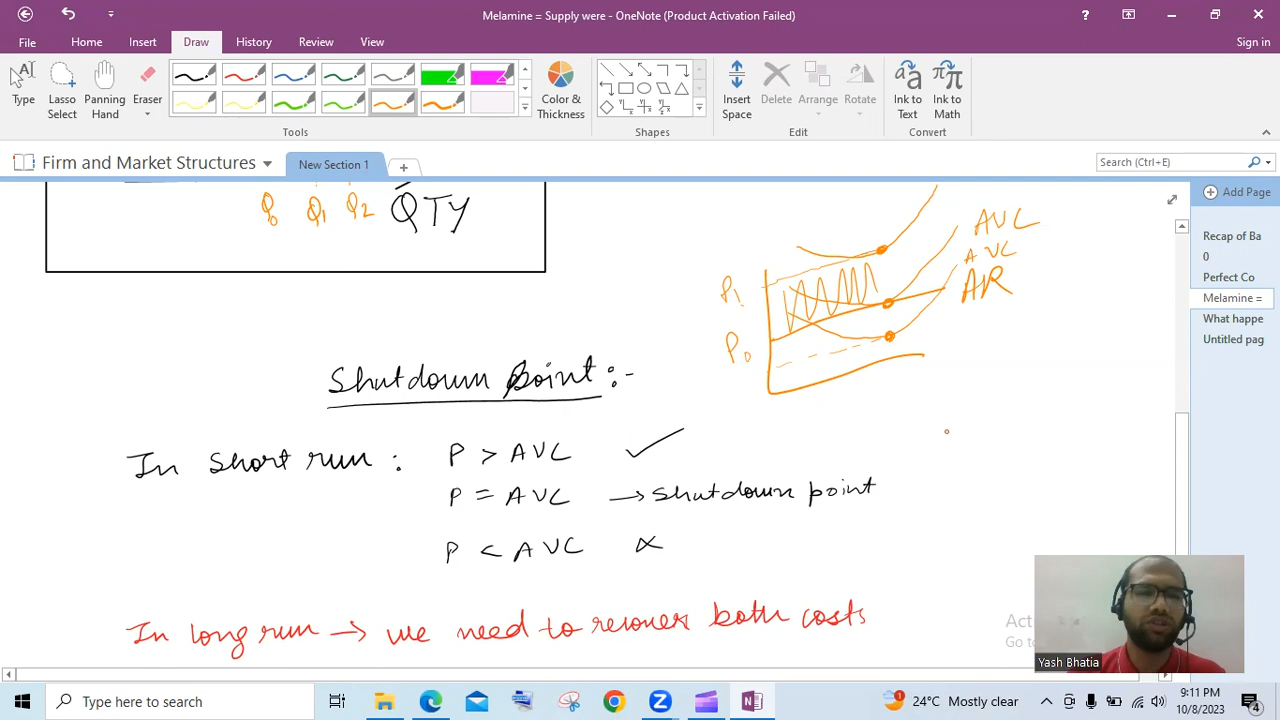 Melamine = Supply were - OneNote (Product Activation Failed)
Sign in
File Home Insert Draw History Review View
Type
Lasso Select
Panning Hand
Eraser
Color & Thickness
Insert Space
Delete
Arrange
Rotate
Ink to Text
Ink to Math
Tools
Shapes
Edit
Convert
Firm and Market Structures
New Section 1
Search (Ctrl+E)
Add Page
Recap of Ba
0
Perfect Co
Melamine =
What happe
Untitled pag
Q0 Q1 Q2 QTY
AVC
AVC
AR
P1
P0
Shutdown Point :-
In Short run : P > AVC ✓
P = AVC → Shutdown point
P < AVC ×
In long run → we need to recover both costs
Act
Go to
Yash Bhatia
Type here to search
1
24°C Mostly clear
9:11 PM
10/8/2023
4